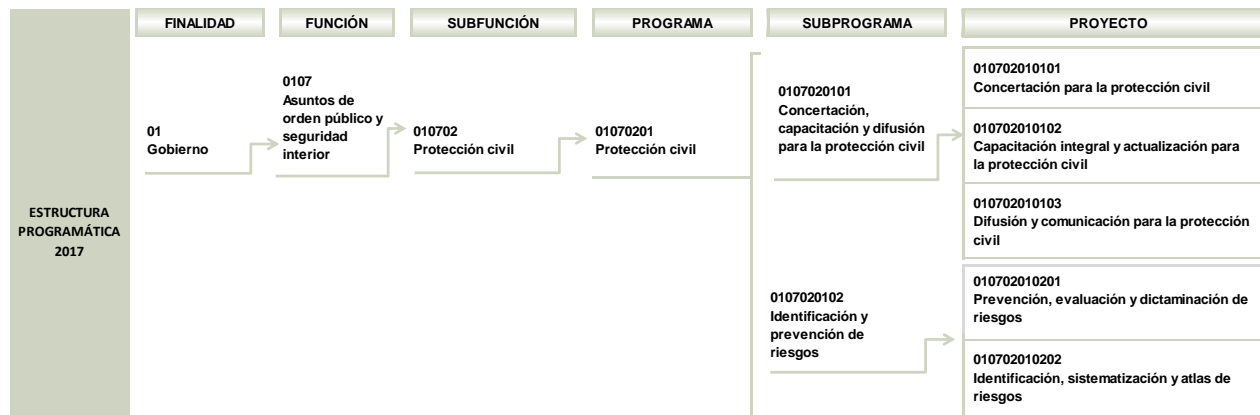 FINALIDAD
FUNCIÓN
SUBFUNCIÓN
PROGRAMA
SUBPROGRAMA
PROYECTO
ESTRUCTURA
PROGRAMÁTICA
2017
01
Gobierno
0107
Asuntos de
orden público y
seguridad
interior
010702
Protección civil
01070201
Protección civil
0107020101
Concertación,
capacitación y difusión
para la protección civil
010702010101
Concertación para la protección civil
010702010102
Capacitación integral y actualización para
la protección civil
010702010103
Difusión y comunicación para la protección
civil
0107020102
Identificación y
prevención de
riesgos
010702010201
Prevención, evaluación y dictaminación de
riesgos
010702010202
Identificación, sistematización y atlas de
riesgos